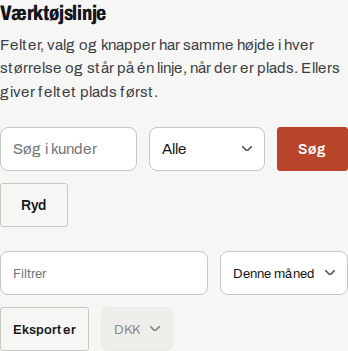 Værktøjslinje
Felter, valg og knapper har samme højde i hver
størrelse og står på én linje, når der er plads. Ellers
giver feltet plads først.
Søg i kunder Alle Søg
Ryd
Filtrer Denne måned
Eksporter DKK